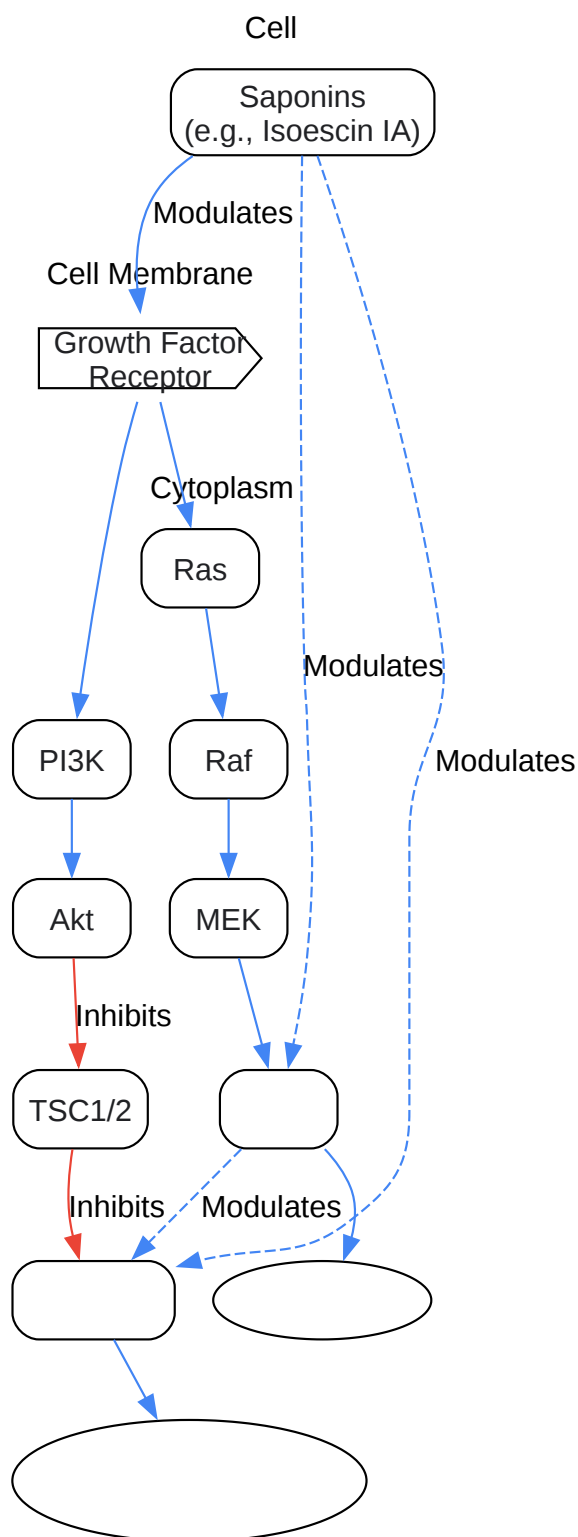 Cell
Saponins
(e.g., Isoescin IA)
Modulates
Cell Membrane
Growth Factor
Receptor
Cytoplasm
Ras
Modulates
PI3K
Raf
Modulates
Akt
MEK
Inhibits
TSC1/2
Inhibits
Modulates